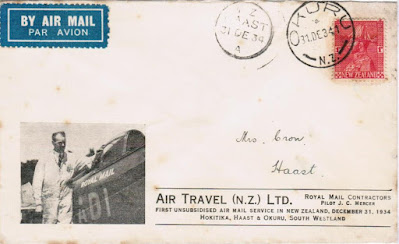 BY AIR MAIL
PAR AVION
N.Z.
HAAST
31 DE 34
A
OKURU
31.DE.34
N.Z.
NEW ZEALAND
Mrs. Crow.
Haast.
ROYAL MAIL
AIR TRAVEL (N.Z.) LTD.
ROYAL MAIL CONTRACTORS
PILOT J. C. MERCER
FIRST UNSUBSIDISED AIR MAIL SERVICE IN NEW ZEALAND, DECEMBER 31, 1934
HOKITIKA, HAAST & OKURU, SOUTH WESTLAND